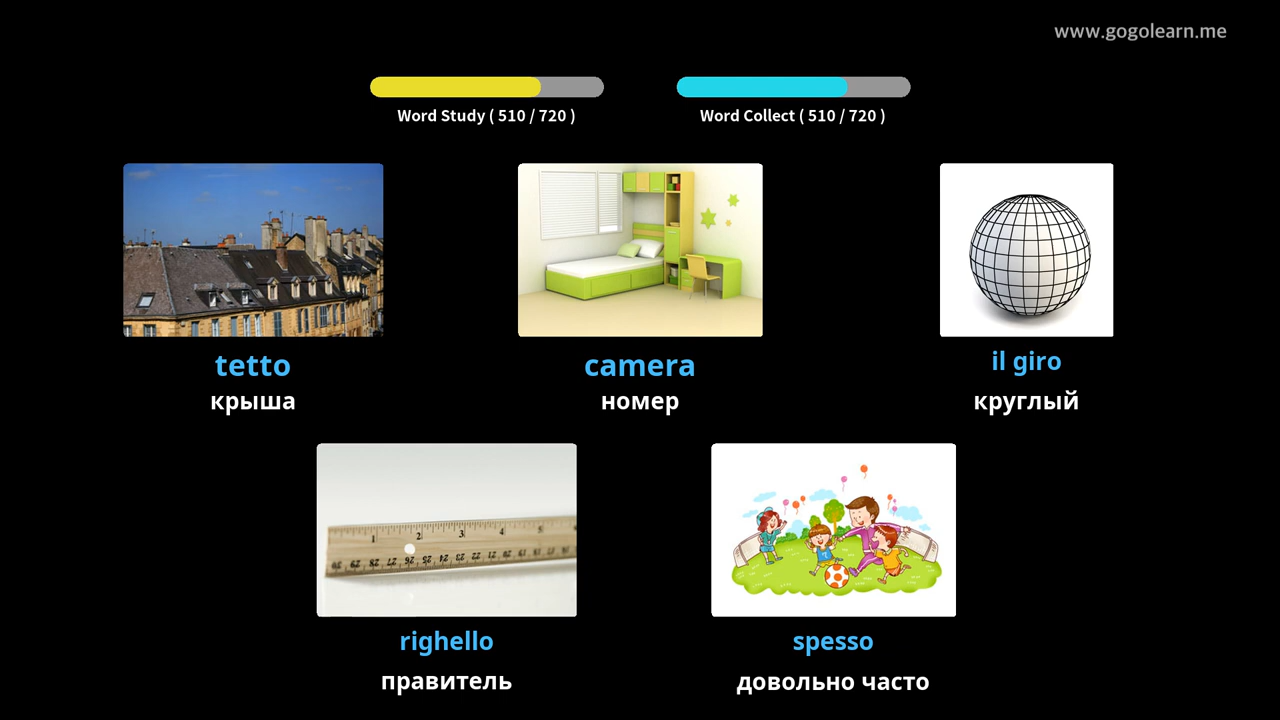 www.gogolearn.me
Word Study ( 510 / 720 )
Word Collect ( 510 / 720 )
tetto
крыша
camera
номер
il giro
круглый
righello
правитель
spesso
довольно часто